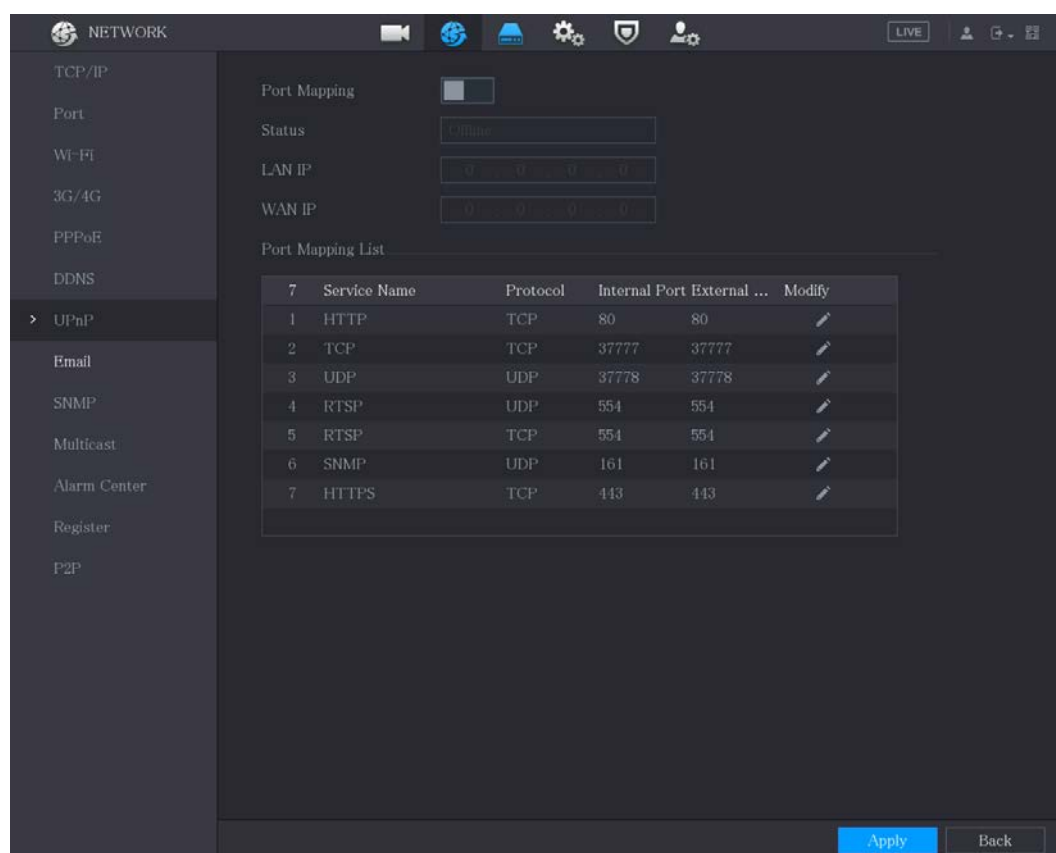 NETWORK
LIVE
TCP/IP
Port
Wi-Fi
3G/4G
PPPoE
DDNS
UPnP
Email
SNMP
Multicast
Alarm Center
Register
P2P
Port Mapping
Status Offline
LAN IP 0 . 0 . 0 . 0
WAN IP 0 . 0 . 0 . 0
Port Mapping List
7 Service Name Protocol Internal Port External ... Modify
1 HTTP TCP 80 80
2 TCP TCP 37777 37777
3 UDP UDP 37778 37778
4 RTSP UDP 554 554
5 RTSP TCP 554 554
6 SNMP UDP 161 161
7 HTTPS TCP 443 443
Apply Back